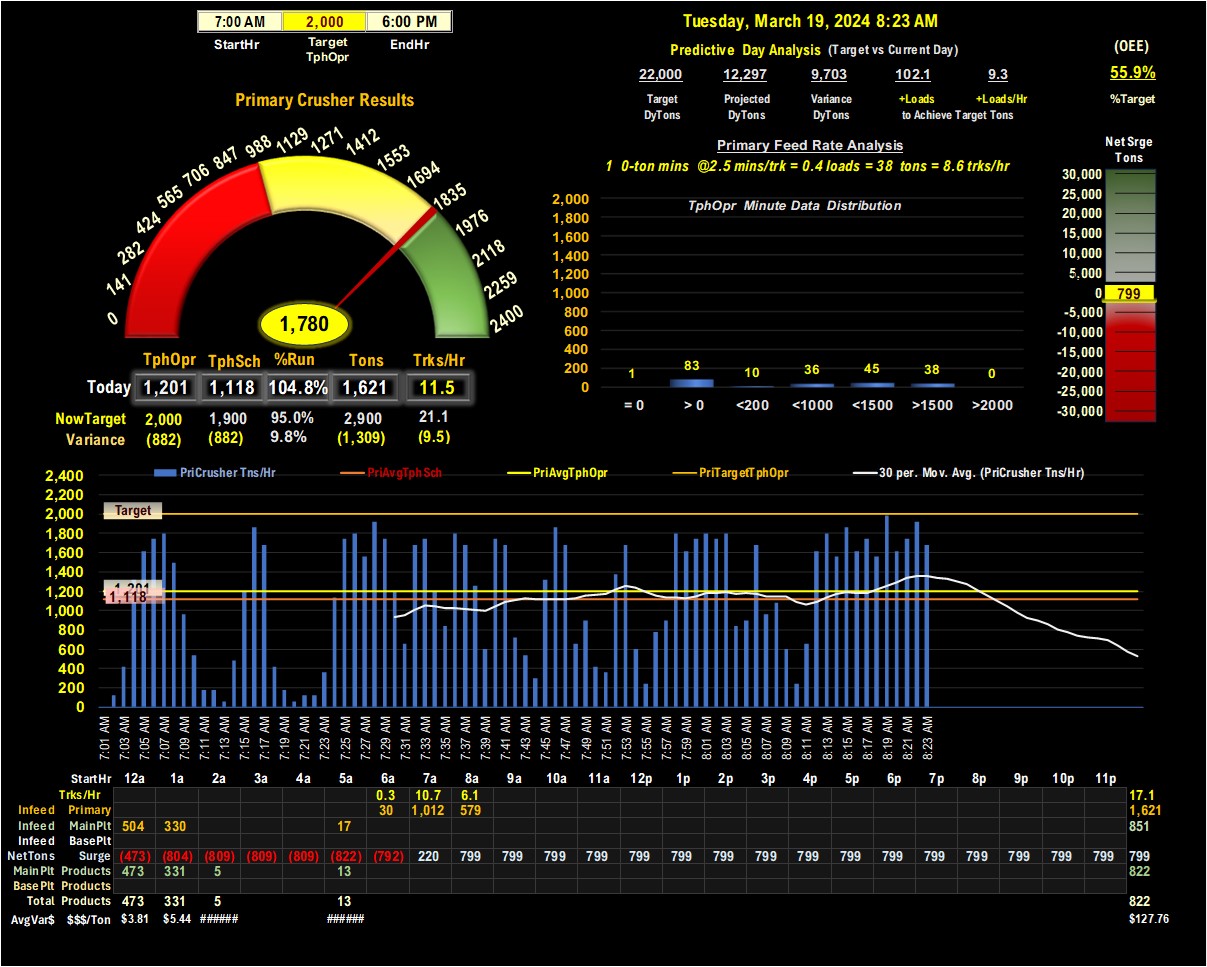 7:00 AM 2,000 6:00 PM
StartHr Target TphOpr EndHr
Tuesday, March 19, 2024 8:23 AM
Predictive Day Analysis (Target vs Current Day)
22,000 12,297 9,703 102.1 9.3
Target DyTons Projected DyTons Variance DyTons +Loads +Loads/Hr
to Achieve Target Tons
(OEE)
55.9%
%Target
Primary Crusher Results
0 141 282 424 565 706 847 988 1129 1271 1412 1553 1694 1835 1976 2118 2259 2400
1,780
TphOpr TphSch %Run Tons Trks/Hr
Today 1,201 1,118 104.8% 1,621 11.5
NowTarget 2,000 1,900 95.0% 2,900 21.1
Variance (882) (882) 9.8% (1,309) (9.5)
Primary Feed Rate Analysis
1 0-ton mins @2.5 mins/trk = 0.4 loads = 38 tons = 8.6 trks/hr
TphOpr Minute Data Distribution
2,000
1,800
1,600
1,400
1,200
1,000
800
600
400
200
0
1 83 10 36 45 38 0
= 0 > 0 <200 <1000 <1500 >1500 >2000
Net Srge
Tons
30,000
25,000
20,000
15,000
10,000
5,000
0 799
-5,000
-10,000
-15,000
-20,000
-25,000
-30,000
PriCrusher Tns/Hr PriAvgTphSch PriAvgTphOpr PriTargetTphOpr 30 per. Mov. Avg. (PriCrusher Tns/Hr)
2,400
2,200
2,000
1,800
1,600
1,400
1,200
1,000
800
600
400
200
0
Target
1,201
1,118
7:01 AM 7:03 AM 7:05 AM 7:07 AM 7:09 AM 7:11 AM 7:13 AM 7:15 AM 7:17 AM 7:19 AM 7:21 AM 7:23 AM 7:25 AM 7:27 AM 7:29 AM 7:31 AM 7:33 AM 7:35 AM 7:37 AM 7:39 AM 7:41 AM 7:43 AM 7:45 AM 7:47 AM 7:49 AM 7:51 AM 7:53 AM 7:55 AM 7:57 AM 7:59 AM 8:01 AM 8:03 AM 8:05 AM 8:07 AM 8:09 AM 8:11 AM 8:13 AM 8:15 AM 8:17 AM 8:19 AM 8:21 AM 8:23 AM
StartHr 12a 1a 2a 3a 4a 5a 6a 7a 8a 9a 10a 11a 12p 1p 2p 3p 4p 5p 6p 7p 8p 9p 10p 11p
Trks/Hr 0.3 10.7 6.1 17.1
Infeed Primary 30 1,012 579 1,621
Infeed MainPlt 504 330 17 851
Infeed BasePlt
NetTons Surge (473) (804) (809) (809) (809) (822) (792) 220 799 799 799 799 799 799 799 799 799 799 799 799 799 799 799 799 799
MainPlt Products 473 331 5 13 822
BasePlt Products
Total Products 473 331 5 13 822
AvgVar$ $$$/Ton $3.81 $5.44 ###### ###### $127.76